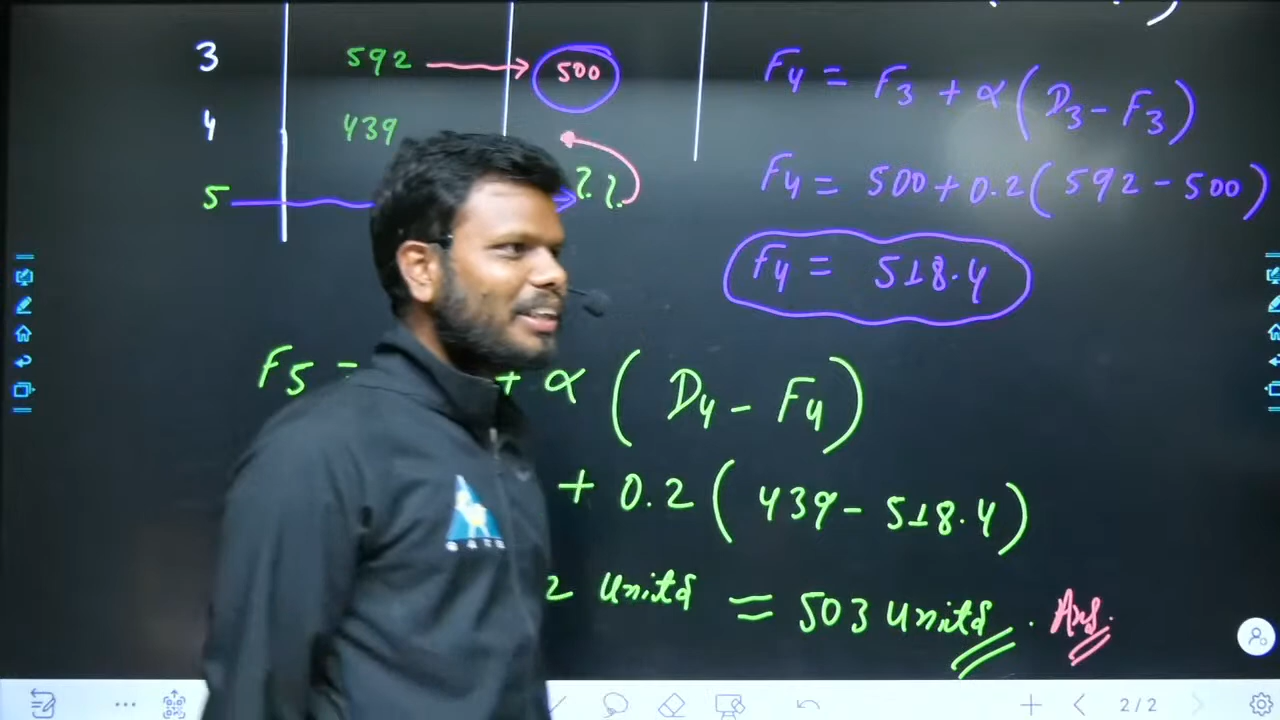 3 592 500
F4 = F3 + α(D3 - F3)
4 439
5 ?.?.
F4 = 500+0.2(592-500)
F4 = 518.4
F5 = + α(D4 - F4)
+ 0.2(439-518.4)
2 Units = 503 Units. Ans.
GATE
2/2